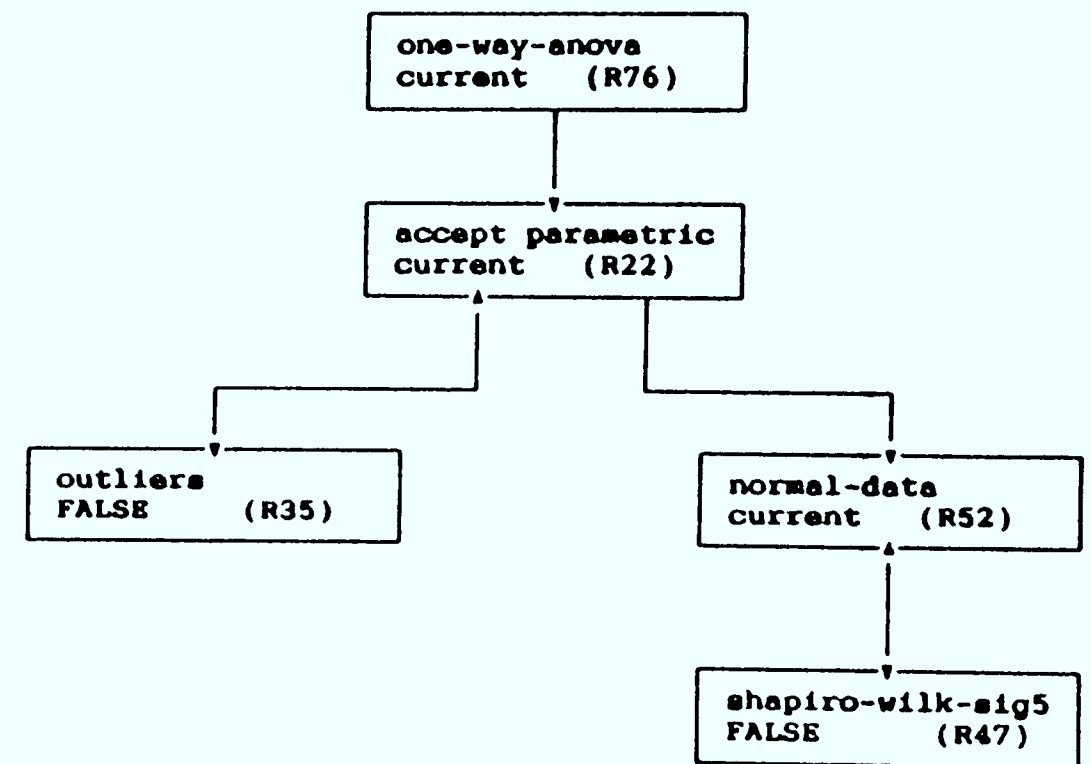 one-way-anova
current (R76)
accept parametric
current (R22)
outliers
FALSE (R35)
normal-data
current (R52)
shapiro-wilk-sig5
FALSE (R47)